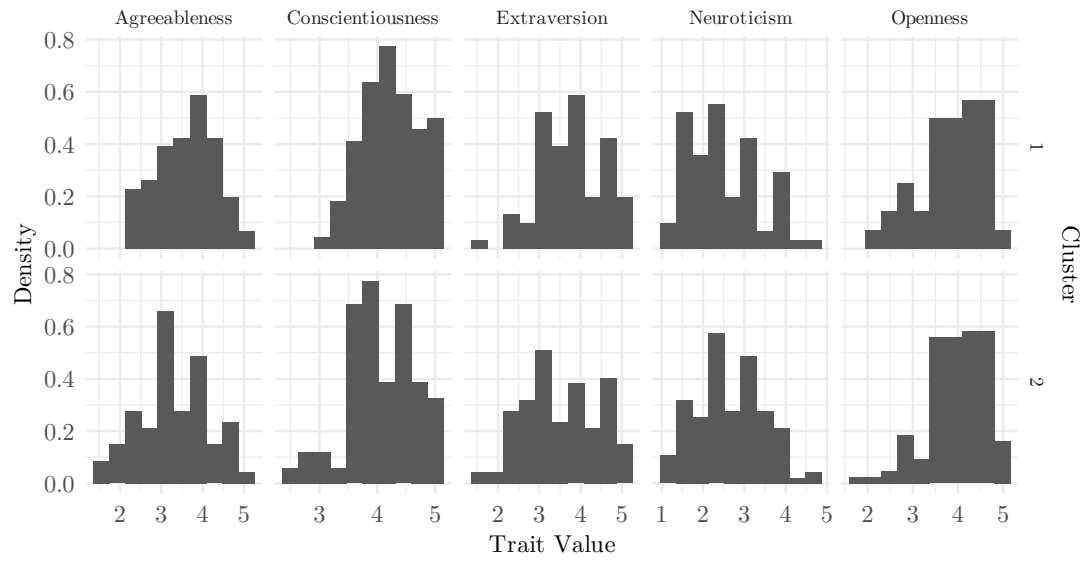 Agreeableness Conscientiousness Extraversion Neuroticism Openness
0.8
0.6
0.4
0.2
0.0
1
0.8
0.6
0.4
0.2
0.0
2
Density
Cluster
2 3 4 5 3 4 5 2 3 4 5 1 2 3 4 5 2 3 4 5
Trait Value